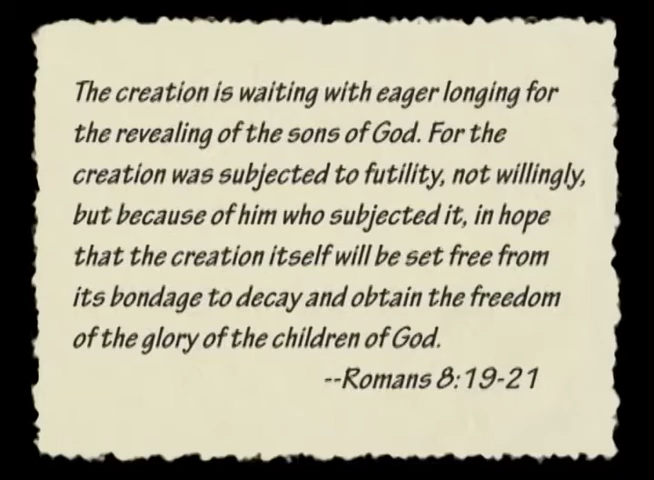 The creation is waiting with eager longing for
the revealing of the sons of God. For the
creation was subjected to futility, not willingly,
but because of him who subjected it, in hope
that the creation itself will be set free from
its bondage to decay and obtain the freedom
of the glory of the children of God.
--Romans 8:19-21